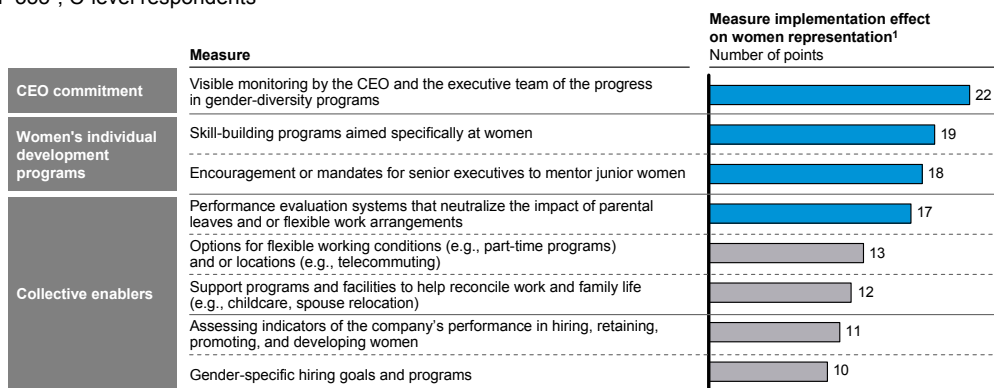 C-level respondents
Measure implementation effect
on women representation¹
Number of points
Measure
CEO commitment
Visible monitoring by the CEO and the executive team of the progress
in gender-diversity programs
22
Women's individual
development
programs
Skill-building programs aimed specifically at women
19
Encouragement or mandates for senior executives to mentor junior women
18
Collective enablers
Performance evaluation systems that neutralize the impact of parental
leaves and or flexible work arrangements
17
Options for flexible working conditions (e.g., part-time programs)
and or locations (e.g., telecommuting)
13
Support programs and facilities to help reconcile work and family life
(e.g., childcare, spouse relocation)
12
Assessing indicators of the company’s performance in hiring, retaining,
promoting, and developing women
11
Gender-specific hiring goals and programs
10